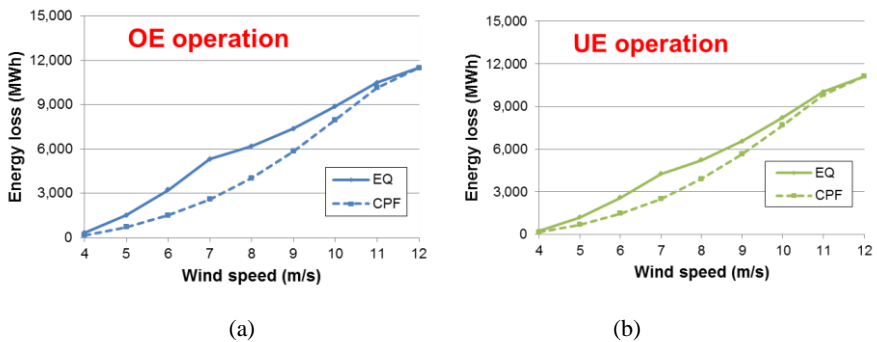 OE operation
15,000
12,000
9,000
6,000
3,000
0
Energy loss (MWh)
EQ
CPF
4 5 6 7 8 9 10 11 12
Wind speed (m/s)
(a)
UE operation
15,000
12,000
9,000
6,000
3,000
0
Energy loss (MWh)
EQ
CPF
4 5 6 7 8 9 10 11 12
Wind speed (m/s)
(b)